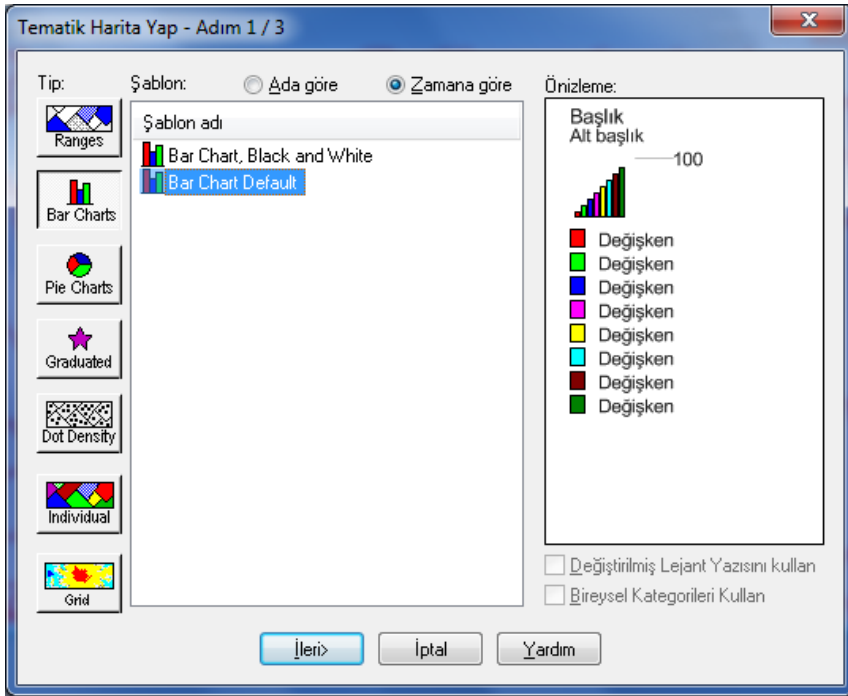 Tematik Harita Yap - Adım 1 / 3
Tip:
Şablon:
Ada göre
Zamana göre
Önizleme:
Ranges
Bar Charts
Pie Charts
Graduated
Dot Density
Individual
Grid
Şablon adı
Bar Chart, Black and White
Bar Chart Default
Başlık
Alt başlık
100
Değişken
Değişken
Değişken
Değişken
Değişken
Değişken
Değişken
Değişken
Değiştirilmiş Lejant Yazısını kullan
Bireysel Kategorileri Kullan
İleri>
İptal
Yardım